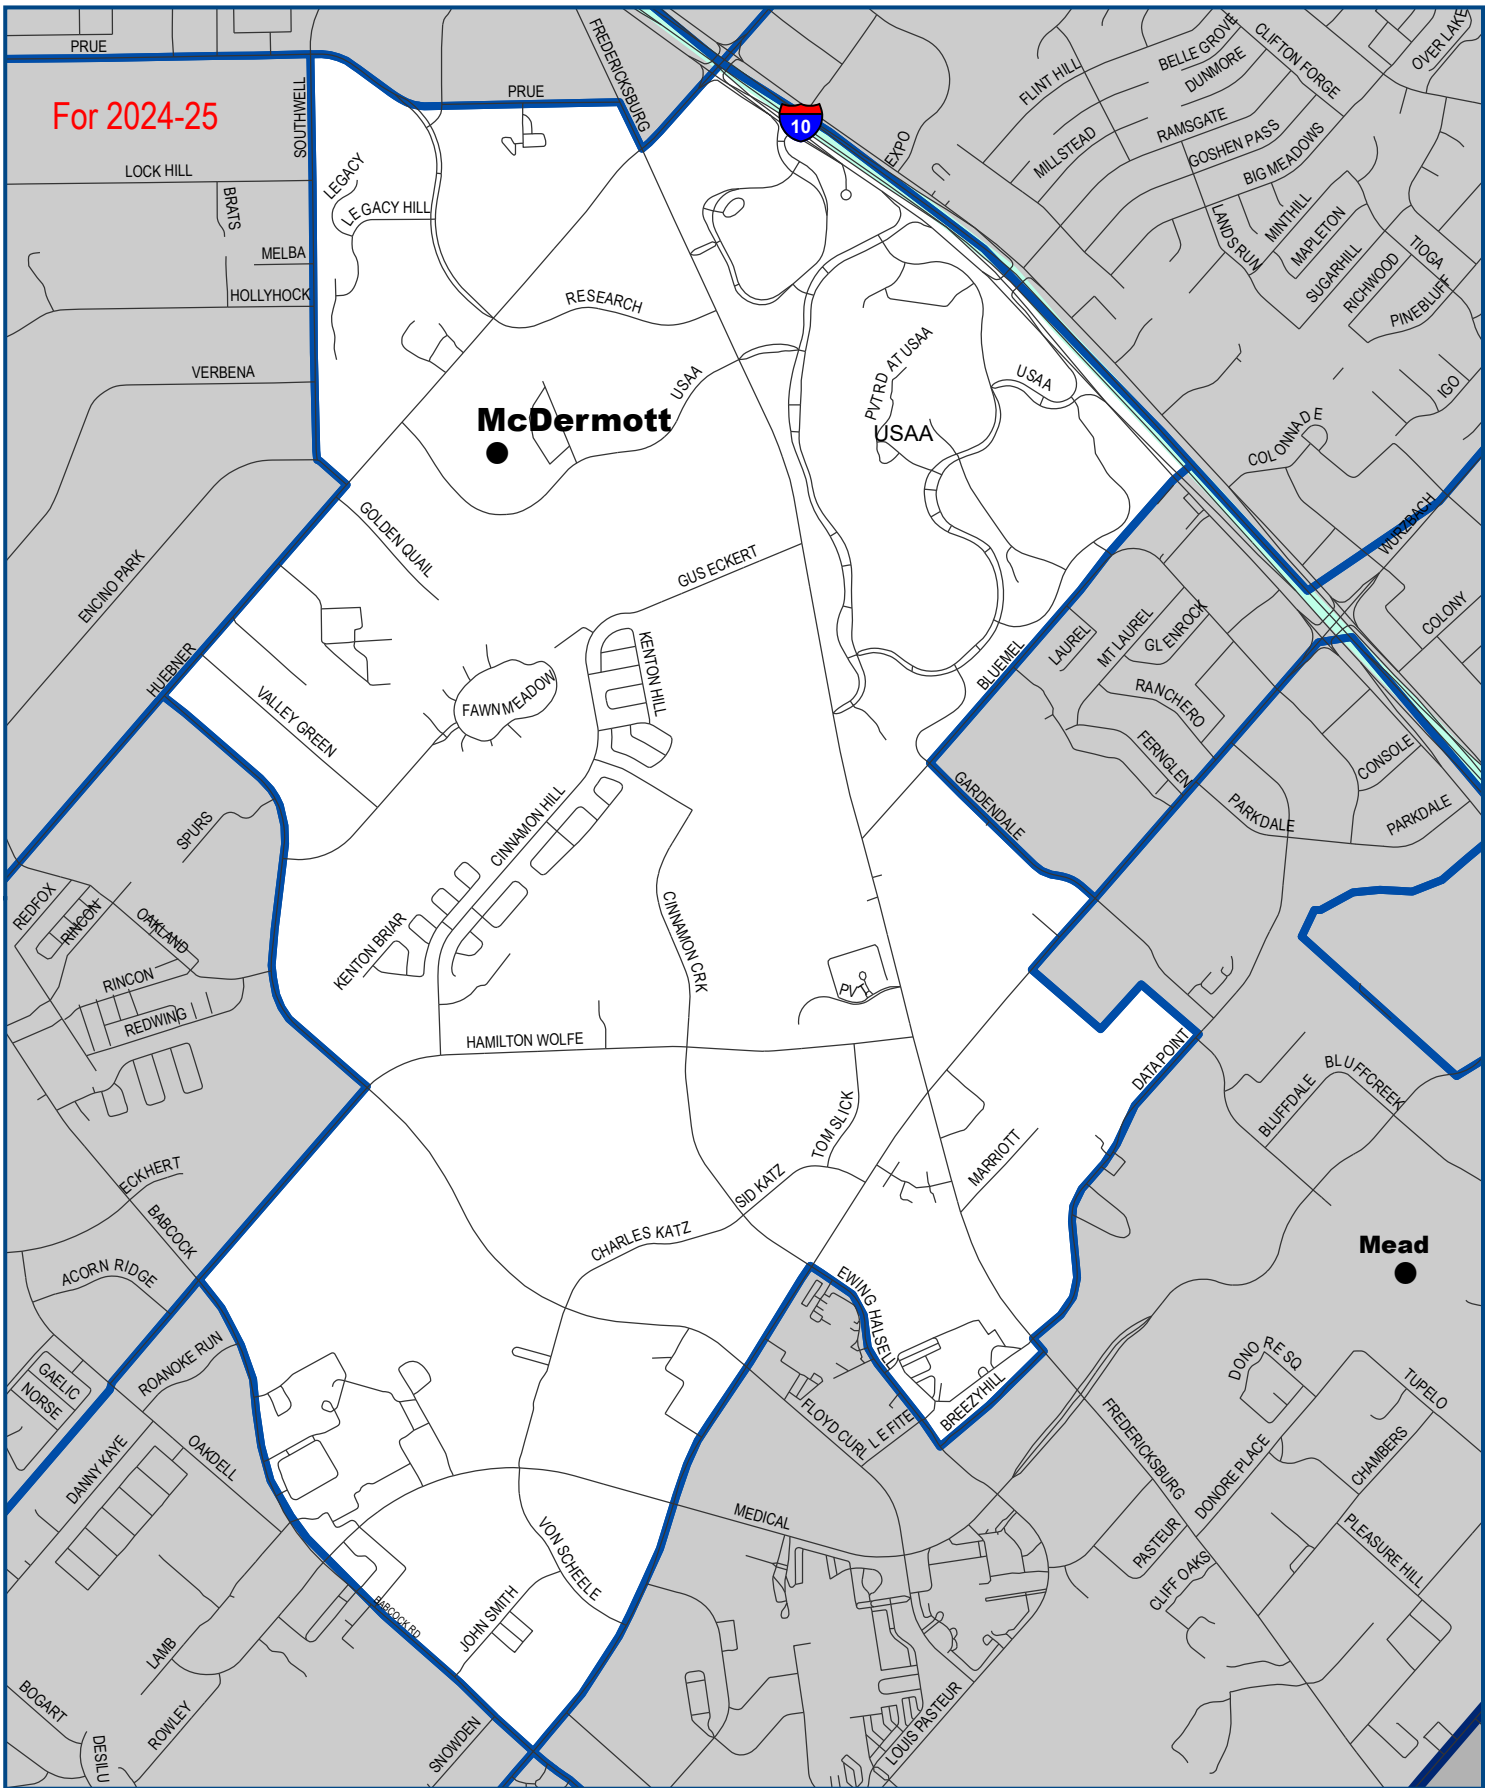 PRUE
For 2024-25
SOUTHWELL
LOCK HILL
BRATS
MELBA
HOLLYHOCK
VERBENA
LEGACY
LEGACY HILL
PRUE
FREDERICKSBURG
10
EXPO
FLINT HILL
BELLE GROVE
DUNMORE
CLIFTON FORGE
OVER LAKE
MILLSTEAD
RAMSGATE
GOSHEN PASS
BIG MEADOWS
LANDS RUN
MINTHILL
MAPLETON
SUGARHILL
RICHWOOD
TIOGA
PINEBLUFF
IGO
COLONNADE
WURZBACH
COLONY
RESEARCH
USAA
McDermott
PVT RD AT USAA
USAA
USAA
GOLDEN QUAIL
GUS ECKERT
ENCINO PARK
HUEBNER
VALLEY GREEN
FAWN MEADOW
KENTON HILL
BLUEMEL
LAUREL
MT LAUREL
GLENROCK
RANCHERO
FERNGLEN
GARDENDALE
PARKDALE
CONSOLE
PARKDALE
SPURS
REDFOX
RINCON
OAKLAND
RINCON
REDWING
CINNAMON HILL
KENTON BRIAR
CINNAMON CRK
PVT
HAMILTON WOLFE
TOM SLICK
SID KATZ
CHARLES KATZ
MARRIOTT
DATAPOINT
BLUFFDALE
BLUFFCREEK
ECKHERT
BABCOCK
ACORN RIDGE
ROANOKE RUN
GAELIC
NORSE
DANNY KAYE
OAKDELL
Mead
EWING HALSELL
BREEZYHILL
FLOYD CURL
LE FITE
FREDERICKSBURG
DONORE SQ
TUPELO
CHAMBERS
DONORE PLACE
PASTEUR
CLIFF OAKS
PLEASURE HILL
MEDICAL
VON SCHEELE
JOHN SMITH
BABCOCK RD
LAMB
BOGART
DESILU
ROWLEY
SNOWDEN
LOUIS PASTEUR